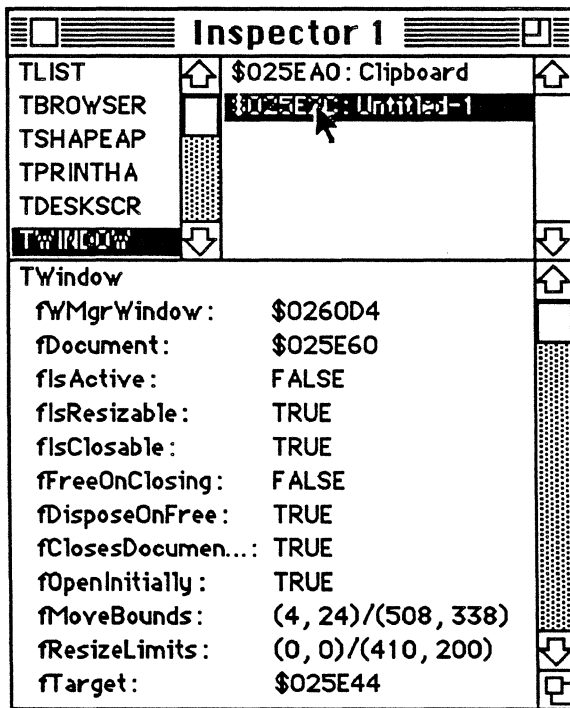 Inspector 1
TLIST
TBROWSER
TSHAPEAP
TPRINTHA
TDESKSCR
TWINDOW
$025EA0: Clipboard
$025E7C: Untitled-1
TWindow
fWMgrWindow: $0260D4
fDocument: $025E60
fIsActive: FALSE
fIsResizable: TRUE
fIsClosable: TRUE
fFreeOnClosing: FALSE
fDisposeOnFree: TRUE
fClosesDocumen...: TRUE
fOpenInitially: TRUE
fMoveBounds: (4, 24)/(508, 338)
fResizeLimits: (0, 0)/(410, 200)
fTarget: $025E44